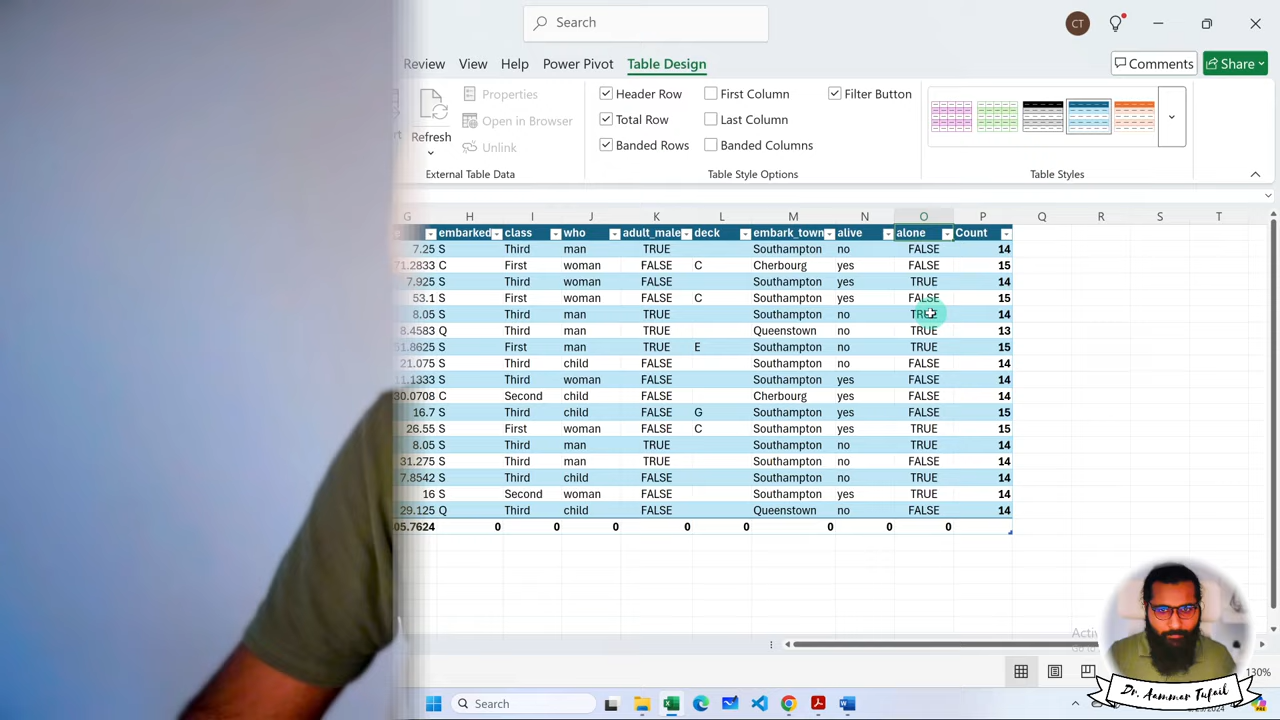 Search
CT
Review View Help Power Pivot Table Design
Comments Share
Refresh
Properties
Open in Browser
Unlink
External Table Data
Header Row First Column Filter Button
Total Row Last Column
Banded Rows Banded Columns
Table Style Options
Table Styles
G H I J K L M N O P Q R S T
e embarked class who adult_male deck embark_town alive alone Count
7.25 S Third man TRUE Southampton no FALSE 14
71.2833 C First woman FALSE C Cherbourg yes FALSE 15
7.925 S Third woman FALSE Southampton yes TRUE 14
53.1 S First woman FALSE C Southampton yes FALSE 15
8.05 S Third man TRUE Southampton no TRUE 14
8.4583 Q Third man TRUE Queenstown no TRUE 13
51.8625 S First man TRUE E Southampton no TRUE 15
21.075 S Third child FALSE Southampton no FALSE 14
11.1333 S Third woman FALSE Southampton yes FALSE 14
30.0708 C Second child FALSE Cherbourg yes FALSE 14
16.7 S Third child FALSE G Southampton yes FALSE 15
26.55 S First woman FALSE C Southampton yes TRUE 15
8.05 S Third man TRUE Southampton no TRUE 14
31.275 S Third man TRUE Southampton no FALSE 14
7.8542 S Third child FALSE Southampton no TRUE 14
16 S Second woman FALSE Southampton yes TRUE 14
29.125 Q Third child FALSE Queenstown no FALSE 14
05.7624 0 0 0 0 0 0 0 0
130%
Dr. Aammar Tufail
Search